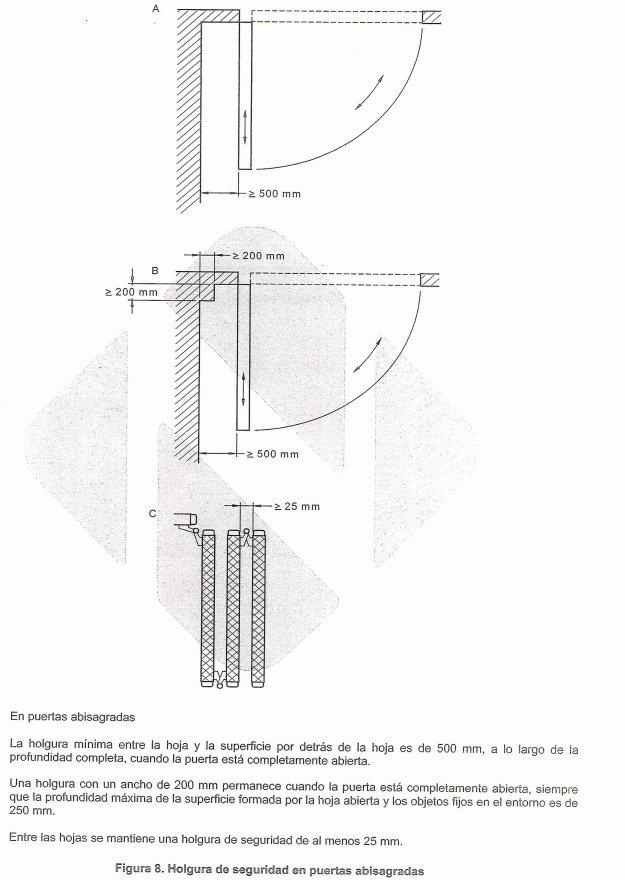 A
≥ 500 mm
≥ 200 mm
B
≥ 200 mm
≥ 500 mm
≥ 25 mm
C
En puertas abisagradas
La holgura mínima entre la hoja y la superficie por detrás de la hoja es de 500 mm, a lo largo de la
profundidad completa, cuando la puerta está completamente abierta.
Una holgura con un ancho de 200 mm permanece cuando la puerta está completamente abierta, siempre
que la profundidad máxima de la superficie formada por la hoja abierta y los objetos fijos en el entorno es de
250 mm.
Entre las hojas se mantiene una holgura de seguridad de al menos 25 mm.
Figura 8. Holgura de seguridad en puertas abisagradas